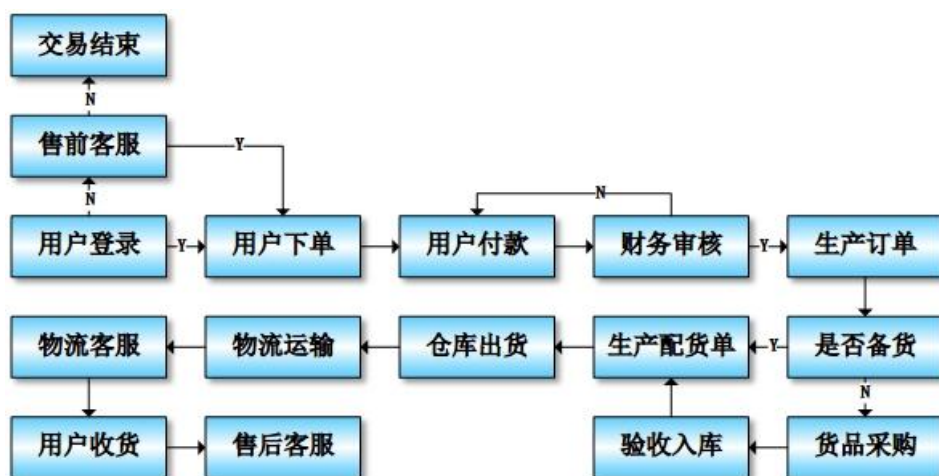 交易结束
N
售前客服
Y
N
N
用户登录
Y
用户下单
用户付款
财务审核
Y
生产订单
物流客服
物流运输
仓库出货
生产配货单
Y
是否备货
N
用户收货
售后客服
验收入库
货品采购